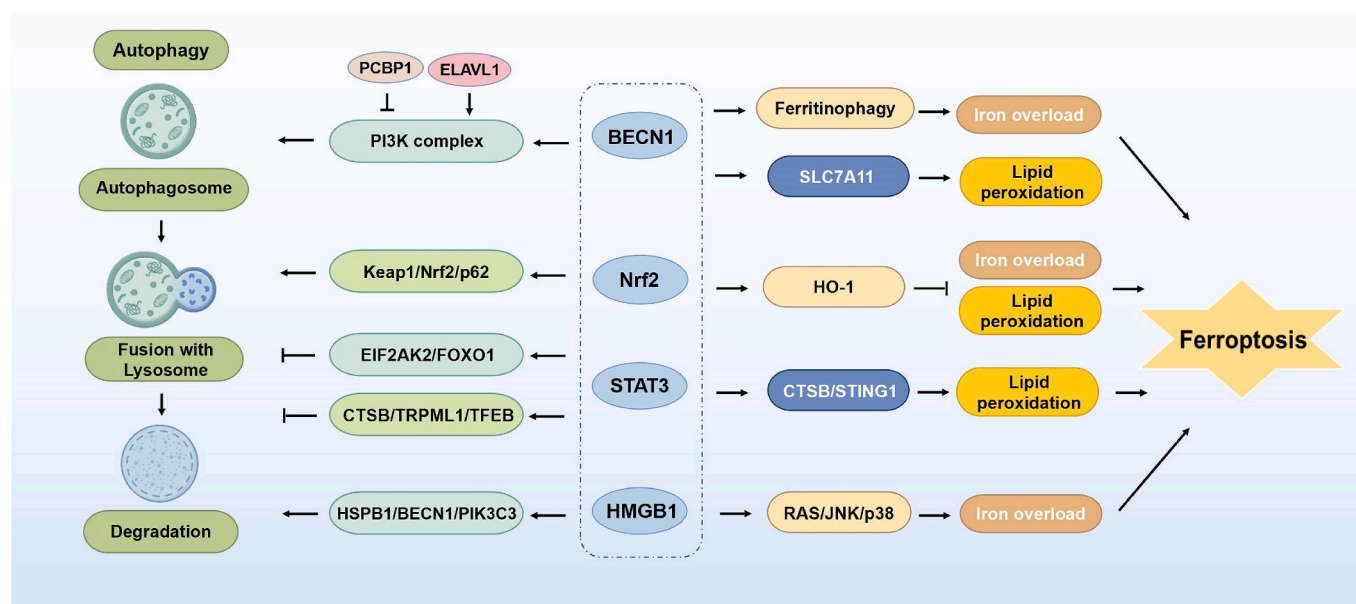 Autophagy
Autophagosome
Fusion with
Lysosome
Degradation
PCBP1
ELAVL1
PI3K complex
Keap1/Nrf2/p62
EIF2AK2/FOXO1
CTSB/TRPML1/TFEB
HSPB1/BECN1/PIK3C3
BECN1
Nrf2
STAT3
HMGB1
Ferritinophagy
Iron overload
SLC7A11
Lipid
peroxidation
HO-1
Iron overload
Lipid
peroxidation
CTSB/STING1
Lipid
peroxidation
RAS/JNK/p38
Iron overload
Ferroptosis